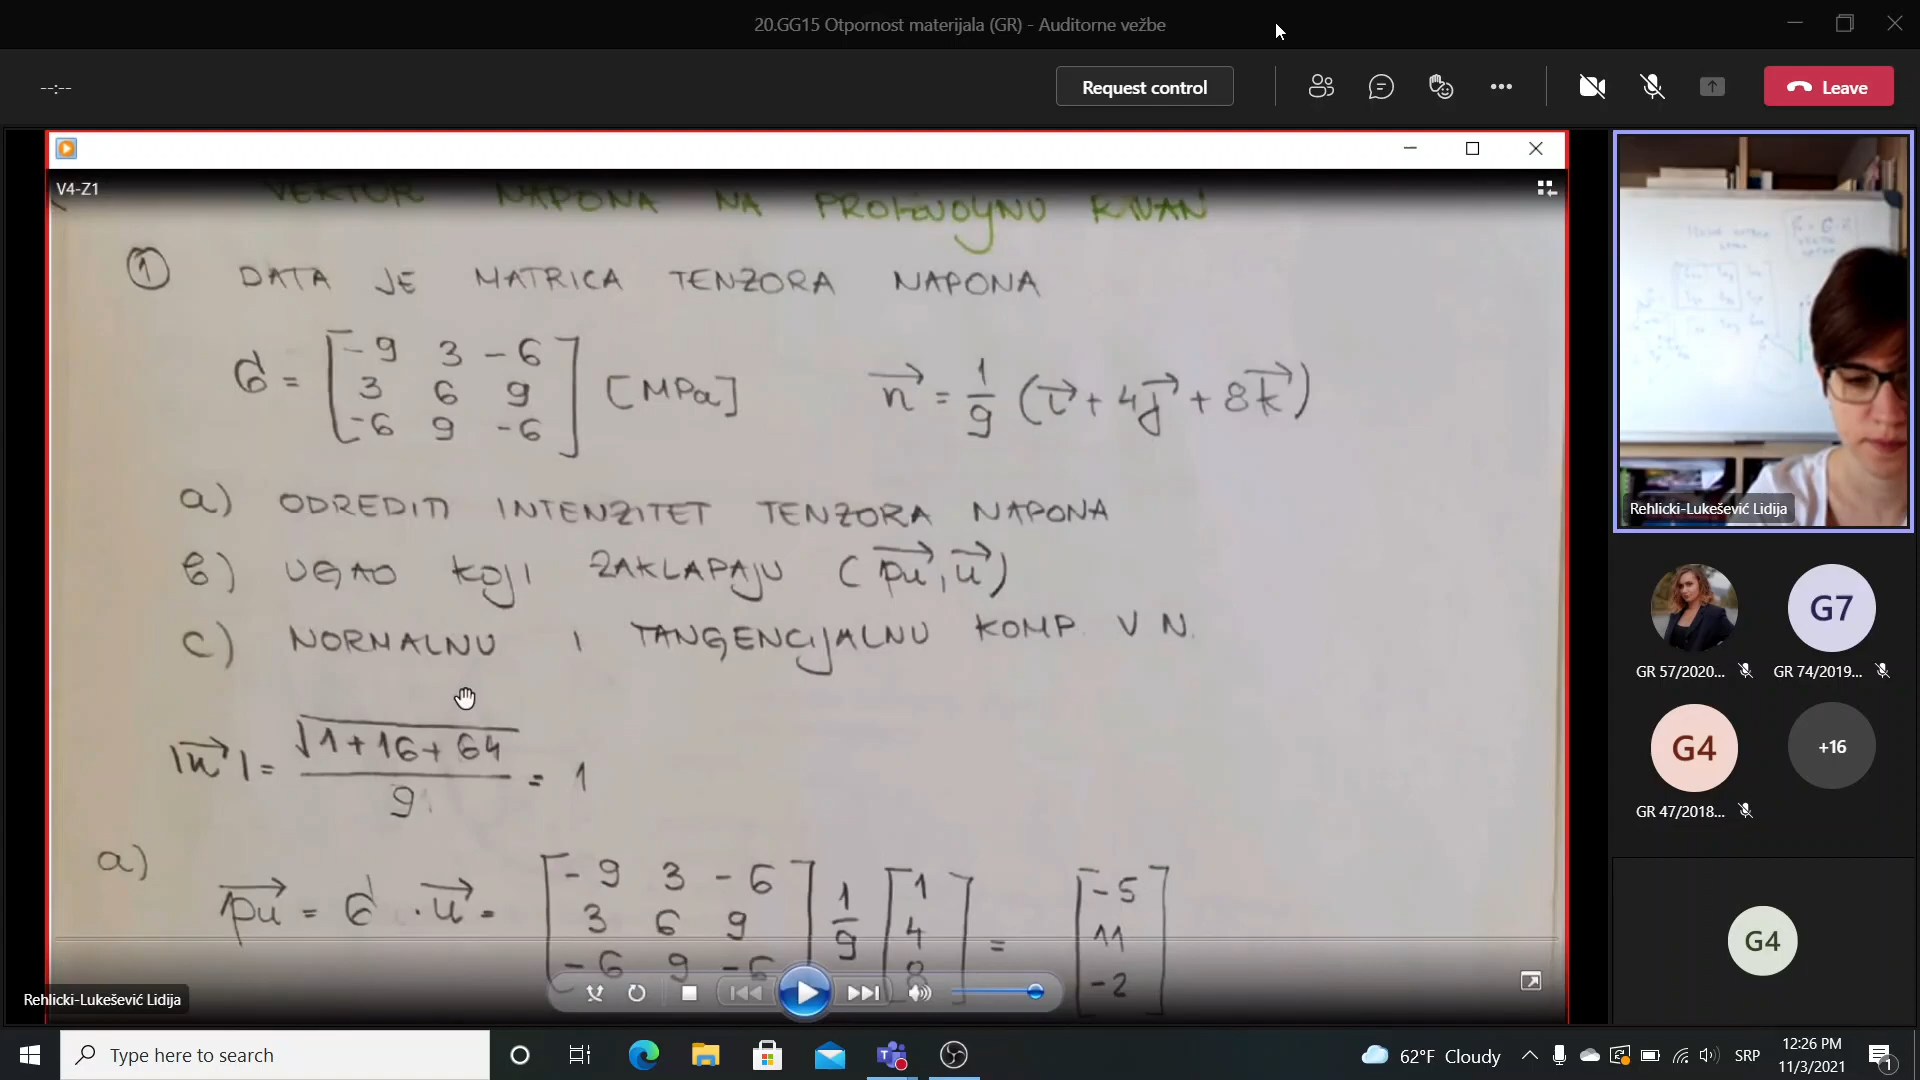 20.GG15 Otpornost materijala (GR) - Auditorne vežbe
--:--
Request control
Leave
V4-Z1
VEKTOR NAPONA NA PROIZVOLJNU RAVAN
1 DATA JE MATRICA TENZORA NAPONA
σ = [-9 3 -6
3 6 9
-6 9 -6] [MPa] n = 1/9 (i + 4j + 8k)
a) ODREDITI INTENZITET TENZORA NAPONA
b) UGAO KOJI ZAKLAPAJU (pn, n)
c) NORMALNU I TANGENCIJALNU KOMP. V N.
|n| = √1+16+64 / 9 = 1
a)
pn = σ · n = [-9 3 -6
3 6 9
-6 9 -6] 1/9 [1
4
8] = [-5
11
-2]
Rehlicki-Lukešević Lidija
Rehlicki-Lukešević Lidija
G7
GR 57/2020... GR 74/2019...
G4
+16
GR 47/2018...
G4
Type here to search
62°F Cloudy
SRP
12:26 PM
11/3/2021
1